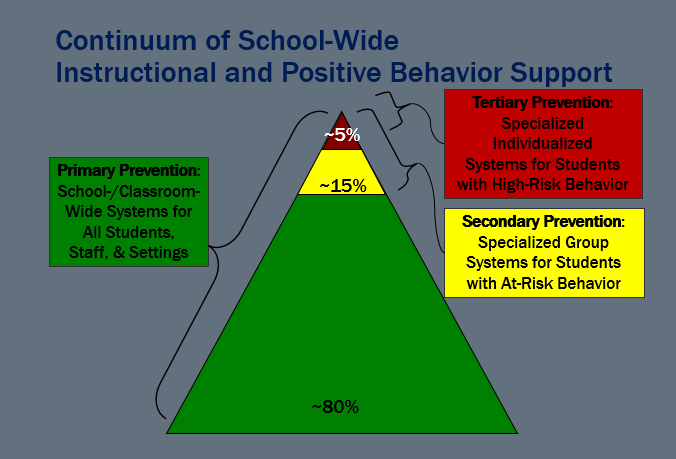 Continuum of School-Wide
Instructional and Positive Behavior Support
Primary Prevention:
School-/Classroom-
Wide Systems for
All Students,
Staff, & Settings
~5%
~15%
~80%
Tertiary Prevention:
Specialized
Individualized
Systems for Students
with High-Risk Behavior
Secondary Prevention:
Specialized Group
Systems for Students
with At-Risk Behavior